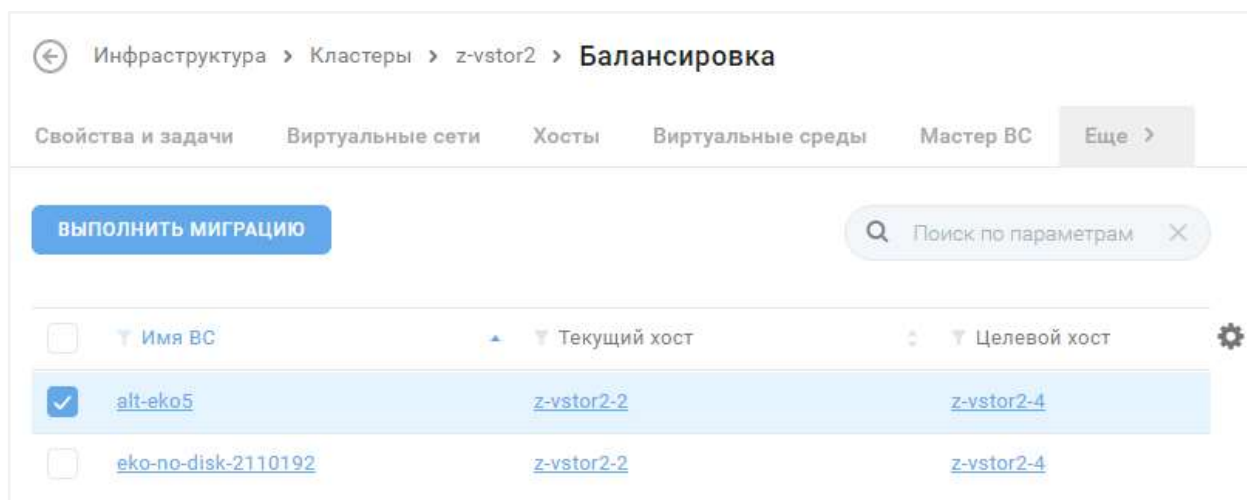 Инфраструктура > Кластеры > z-vstor2 > Балансировка
Свойства и задачи Виртуальные сети Хосты Виртуальные среды Мастер ВС Еще >
ВЫПОЛНИТЬ МИГРАЦИЮ Поиск по параметрам
Имя ВС Текущий хост Целевой хост
alt-eko5 z-vstor2-2 z-vstor2-4
eko-no-disk-2110192 z-vstor2-2 z-vstor2-4